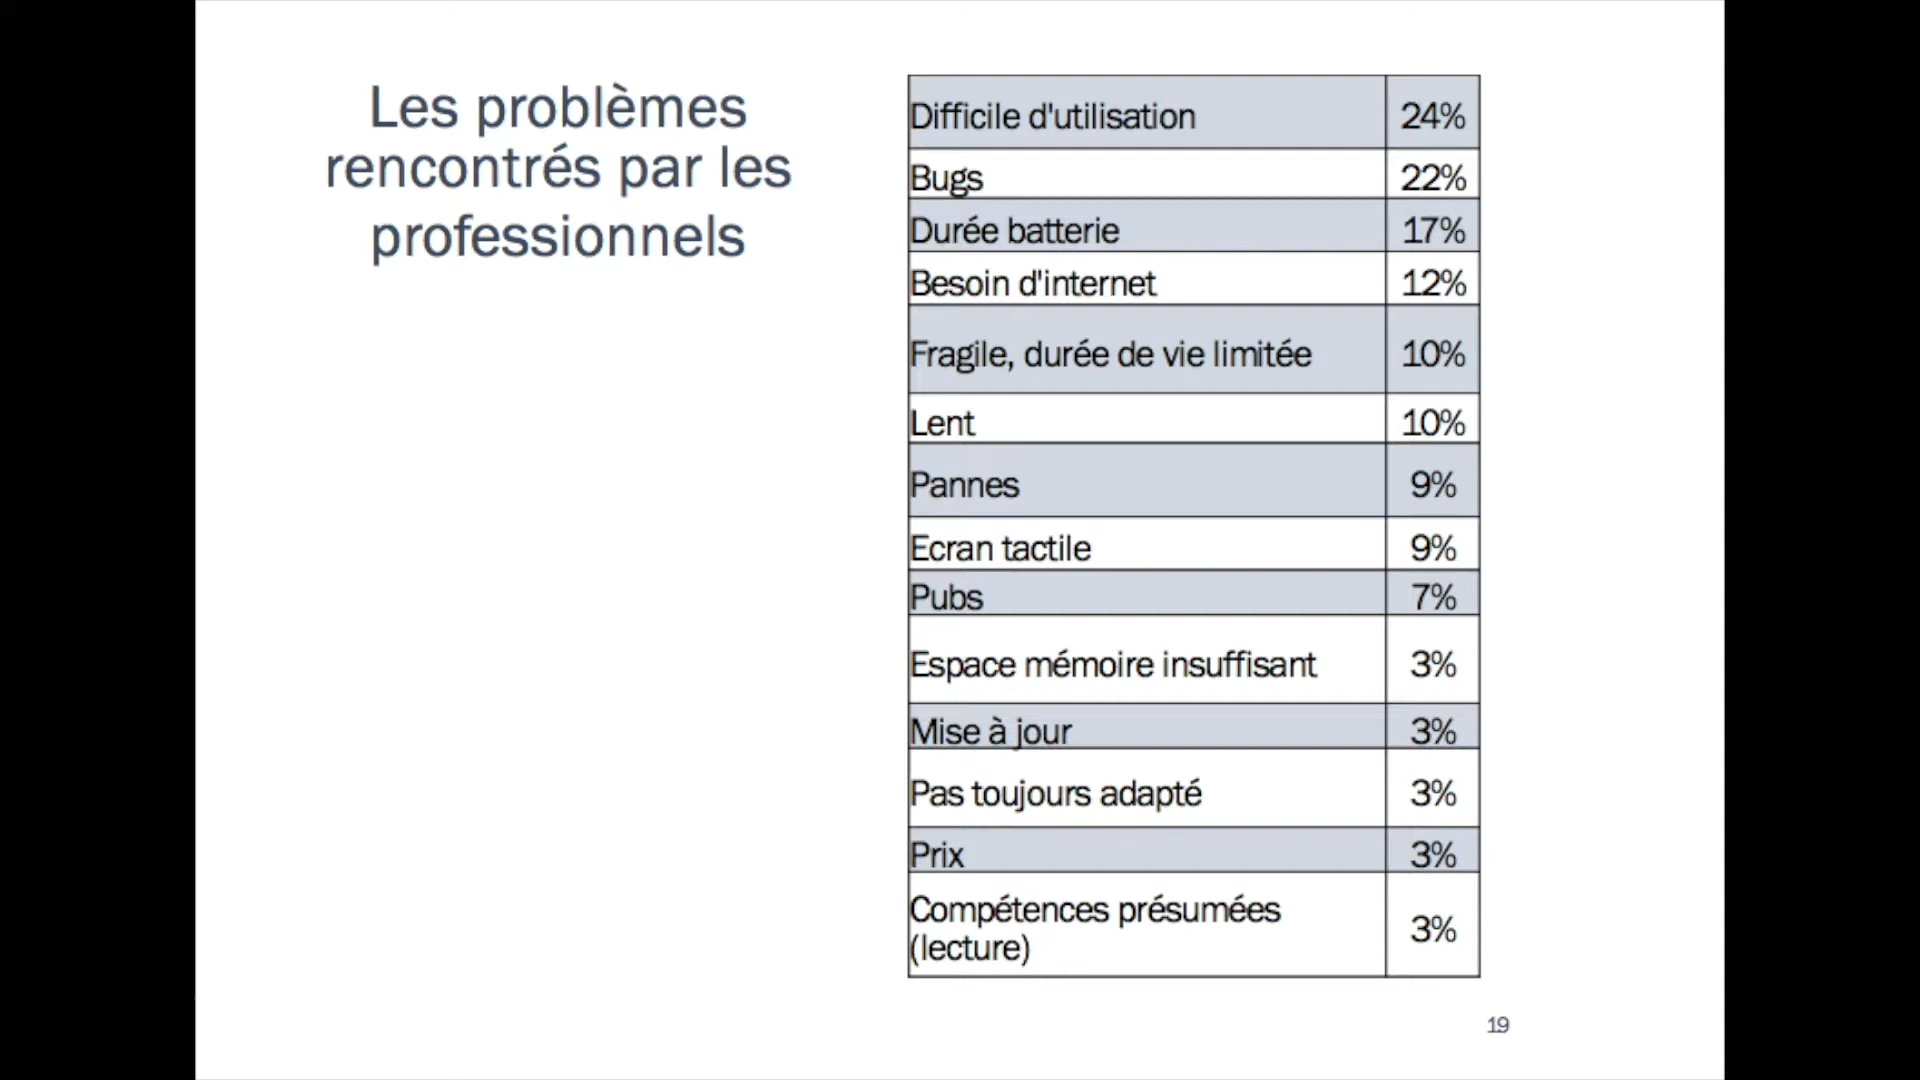 Les problèmes
rencontrés par les
professionnels
Difficile d'utilisation 24%
Bugs 22%
Durée batterie 17%
Besoin d'internet 12%
Fragile, durée de vie limitée 10%
Lent 10%
Pannes 9%
Ecran tactile 9%
Pubs 7%
Espace mémoire insuffisant 3%
Mise à jour 3%
Pas toujours adapté 3%
Prix 3%
Compétences présumées
(lecture) 3%
19